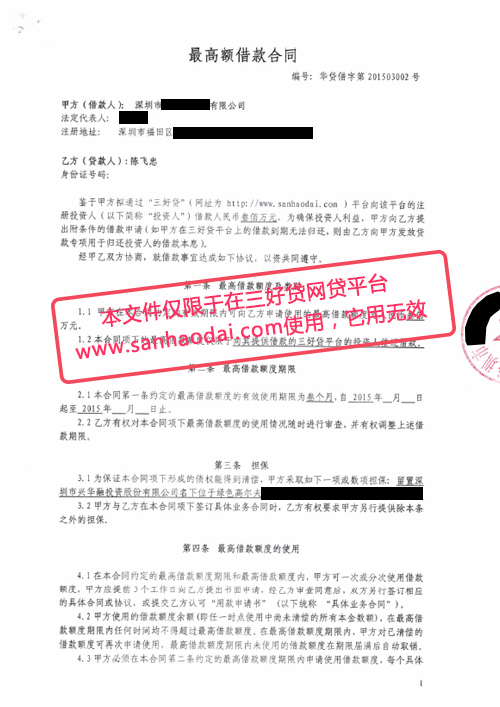 最高额借款合同
编号：华贷借字第 201503002 号
甲方（借款人）：深圳市 有限公司
法定代表人：
注册地址： 深圳市福田区
乙方（贷款人）：陈飞忠
身份证号码：
鉴于甲方拟通过“三好贷”（网址为 http://www.sanhaodai.com ）平台向该平台的注
册投资人（以下简称“投资人”）借款人民币叁佰万元，为确保投资人利益，甲方向乙方提
出附条件的借款申请（如甲方在三好贷平台上的借款到期无法归还，则由乙方向甲方发放贷
款专项用于归还投资人的借款本息）。
经甲乙双方协商，就借款事宜达成如下协议，以资共同遵守。
第一条 最高借款额度及
本文件仅限于在三好贷网贷平台
www.sanhaodai.com使用，它用无效
1.1 甲方在 内可向乙方申请使用的最高借款额度
万元。
1.2 本合同项下的最高借款额度 提供借款的三好贷平台的投资人
第二条 最高借款额度期限
2.1 本合同第一条约定的最高借款额度的有效使用期限为叁个月，自 2015 年 月 日
起至 2015 年 月 日止。
2.2 乙方有权对本合同项下最高借款额度的使用情况随时进行审查，并有权调整上述借
款期限。
第三条 担保
3.1 为保证本合同项下形成的债权能得到清偿，甲方采取如下一项或数项担保：留置深
圳市兴华融投资股份有限公司名下位于绿色高尔夫
3.2 甲方与乙方在本合同项下签订具体业务合同时，乙方有权要求甲方另行提供除本条
之外的担保。
第四条 最高借款额度的使用
4.1 在本合同约定的最高借款额度期限和最高借款额度内，甲方可一次或分次使用借款
额度。甲方应提前 3 个工作日向乙方提出书面申请，经乙方审查同意后，双方另签订相应
的具体合同或协议，或提交乙方认可“用款申请书”（以下统称 “具体业务合同”）。
4.2 甲方使用的借款额度余额（即任一时点使用中尚未清偿的所有本金数额），在最高借
款额度期限内任何时间均不得超过最高借款额度。在最高借款额度期限内，甲方对已清偿的
借款额度可再次申请使用，最高借款额度期限内未使用的借款额度在期限届满后自动取销。
4.3 甲方必须在本合同第二条约定的最高借款额度期限内申请使用借款额度，每个具体
1